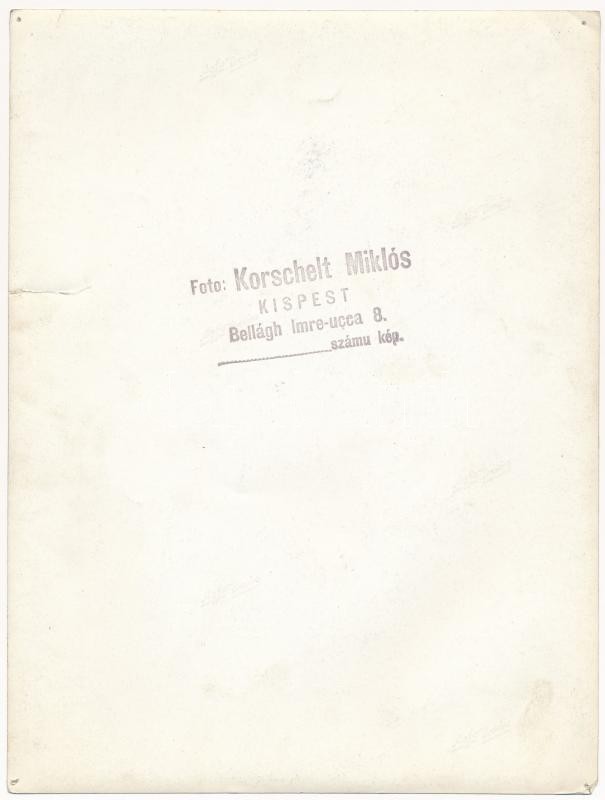 Foto: Korschelt Miklós
KISPEST
Bellágh Imre-ucca 8.
számu kép.